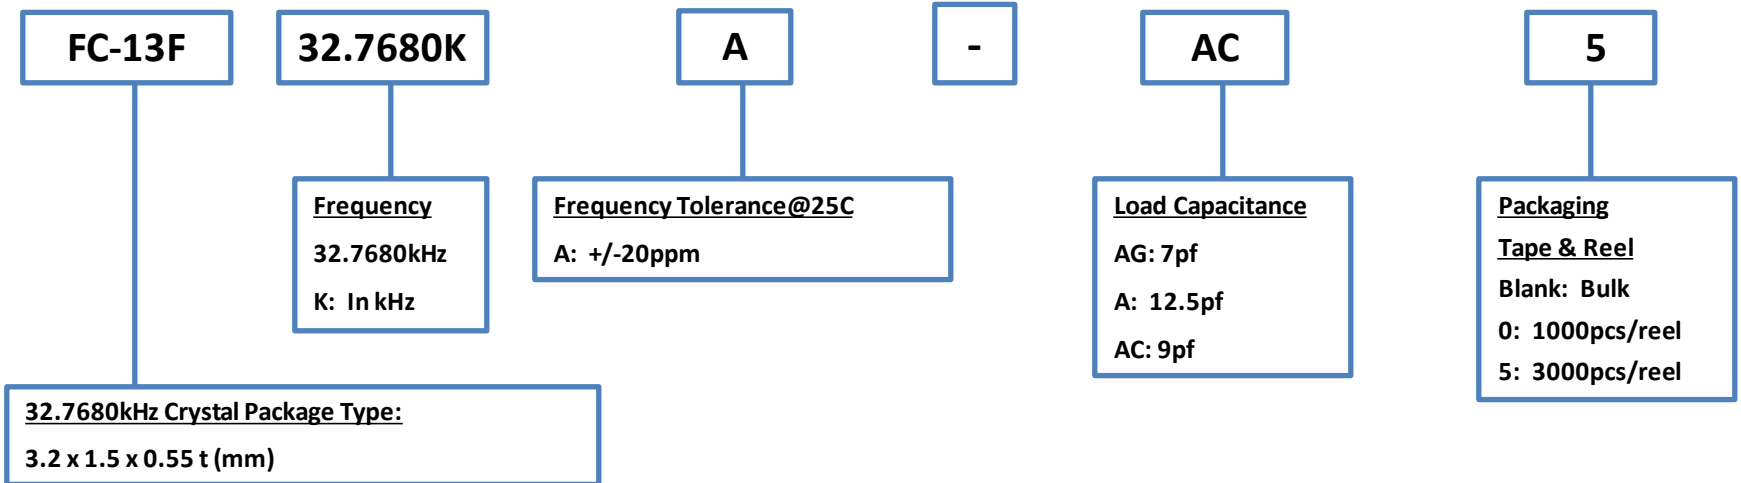 FC-13F 32.7680K A - AC 5
Frequency
32.7680kHz
K: In kHz
Frequency Tolerance@25C
A: +/-20ppm
Load Capacitance
AG: 7pf
A: 12.5pf
AC: 9pf
Packaging
Tape & Reel
Blank: Bulk
0: 1000pcs/reel
5: 3000pcs/reel
32.7680kHz Crystal Package Type:
3.2 x 1.5 x 0.55 t (mm)